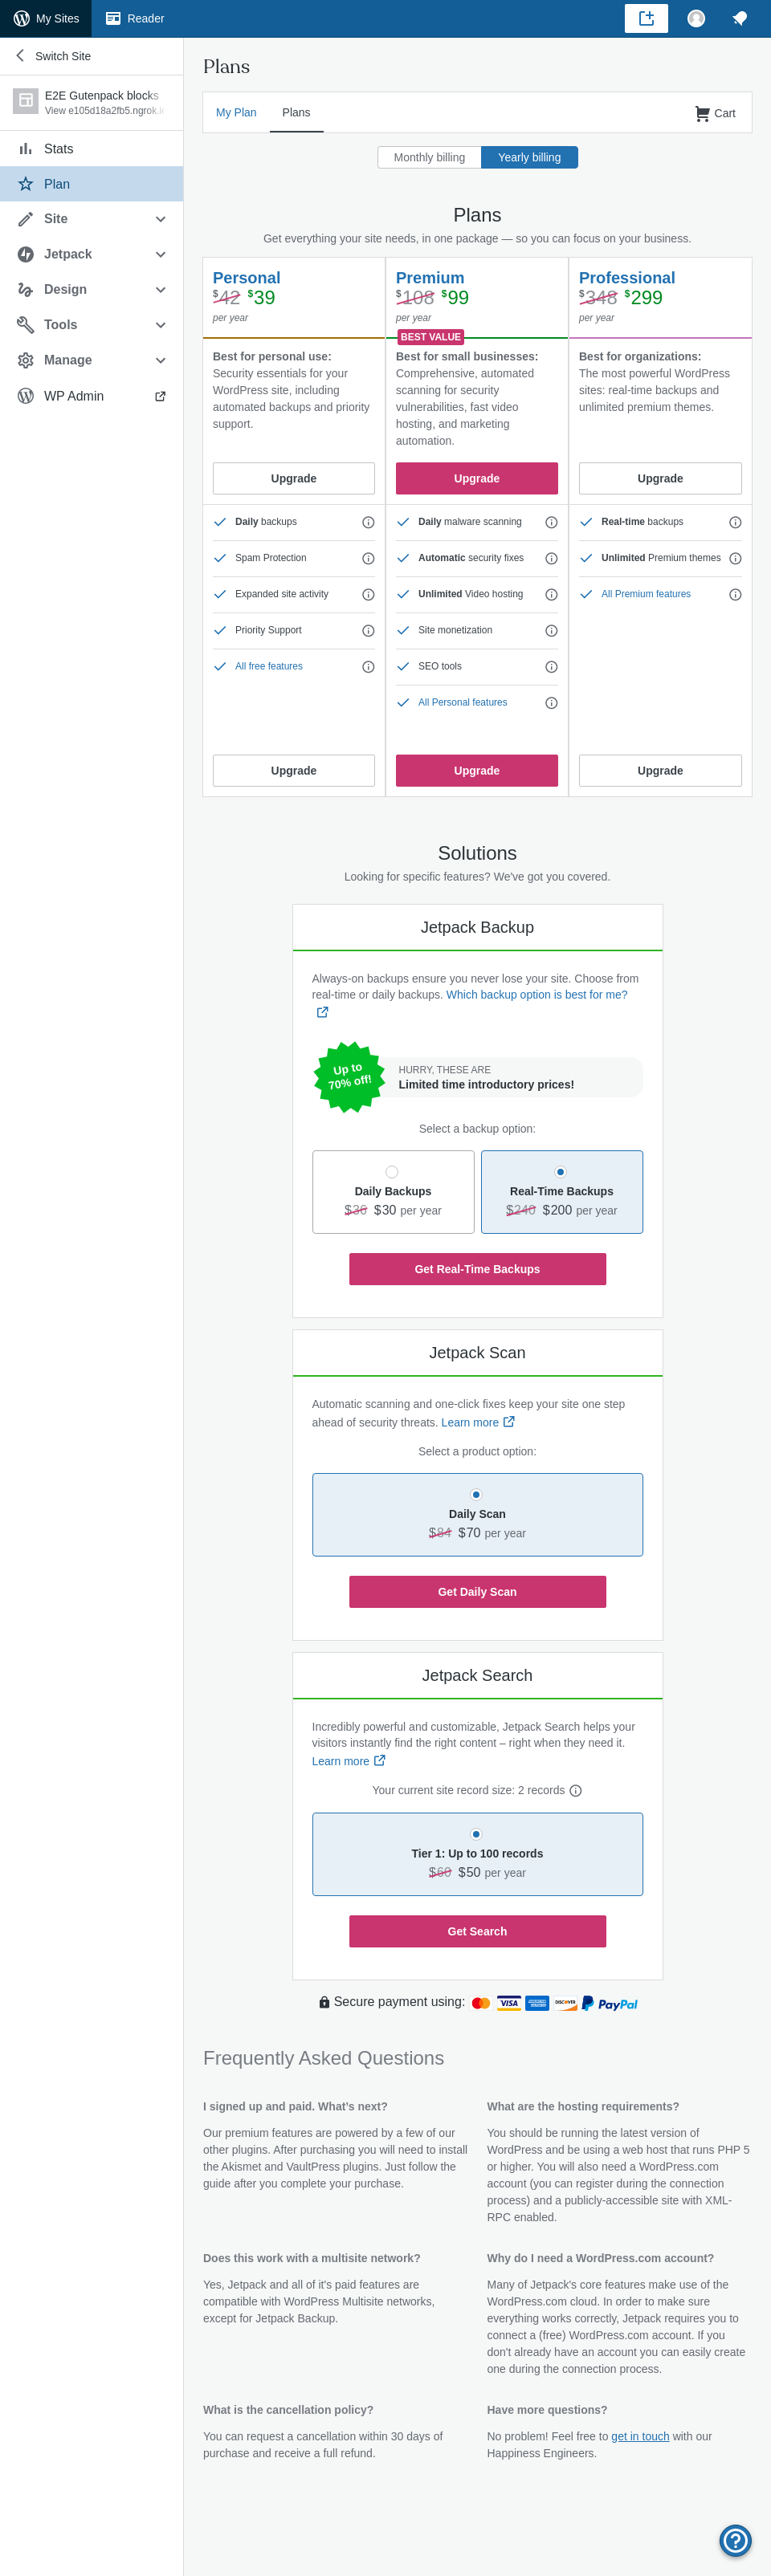 My Sites
Reader
Switch Site
E2E Gutenpack blocks
View e105d18a2fb5.ngrok.i
Stats
Plan
Site
Jetpack
Design
Tools
Manage
WP Admin
Plans
My Plan
Plans
Cart
Monthly billing
Yearly billing
Plans
Get everything your site needs, in one package — so you can focus on your business.
Personal
$42 $39
per year
Best for personal use:
Security essentials for your
WordPress site, including
automated backups and priority
support.
Upgrade
Daily backups
Spam Protection
Expanded site activity
Priority Support
All free features
Upgrade
Premium
$108 $99
per year
BEST VALUE
Best for small businesses:
Comprehensive, automated
scanning for security
vulnerabilities, fast video
hosting, and marketing
automation.
Upgrade
Daily malware scanning
Automatic security fixes
Unlimited Video hosting
Site monetization
SEO tools
All Personal features
Upgrade
Professional
$348 $299
per year
Best for organizations:
The most powerful WordPress
sites: real-time backups and
unlimited premium themes.
Upgrade
Real-time backups
Unlimited Premium themes
All Premium features
Upgrade
Solutions
Looking for specific features? We've got you covered.
Jetpack Backup
Always-on backups ensure you never lose your site. Choose from
real-time or daily backups. Which backup option is best for me?
Up to
70% off!
HURRY, THESE ARE
Limited time introductory prices!
Select a backup option:
Daily Backups
$36 $30 per year
Real-Time Backups
$240 $200 per year
Get Real-Time Backups
Jetpack Scan
Automatic scanning and one-click fixes keep your site one step
ahead of security threats. Learn more
Select a product option:
Daily Scan
$84 $70 per year
Get Daily Scan
Jetpack Search
Incredibly powerful and customizable, Jetpack Search helps your
visitors instantly find the right content – right when they need it.
Learn more
Your current site record size: 2 records
Tier 1: Up to 100 records
$60 $50 per year
Get Search
Secure payment using:
VISA
DISCOVER
PayPal
Frequently Asked Questions
I signed up and paid. What's next?
Our premium features are powered by a few of our
other plugins. After purchasing you will need to install
the Akismet and VaultPress plugins. Just follow the
guide after you complete your purchase.
What are the hosting requirements?
You should be running the latest version of
WordPress and be using a web host that runs PHP 5
or higher. You will also need a WordPress.com
account (you can register during the connection
process) and a publicly-accessible site with XML-
RPC enabled.
Does this work with a multisite network?
Yes, Jetpack and all of it's paid features are
compatible with WordPress Multisite networks,
except for Jetpack Backup.
Why do I need a WordPress.com account?
Many of Jetpack's core features make use of the
WordPress.com cloud. In order to make sure
everything works correctly, Jetpack requires you to
connect a (free) WordPress.com account. If you
don't already have an account you can easily create
one during the connection process.
What is the cancellation policy?
You can request a cancellation within 30 days of
purchase and receive a full refund.
Have more questions?
No problem! Feel free to get in touch with our
Happiness Engineers.